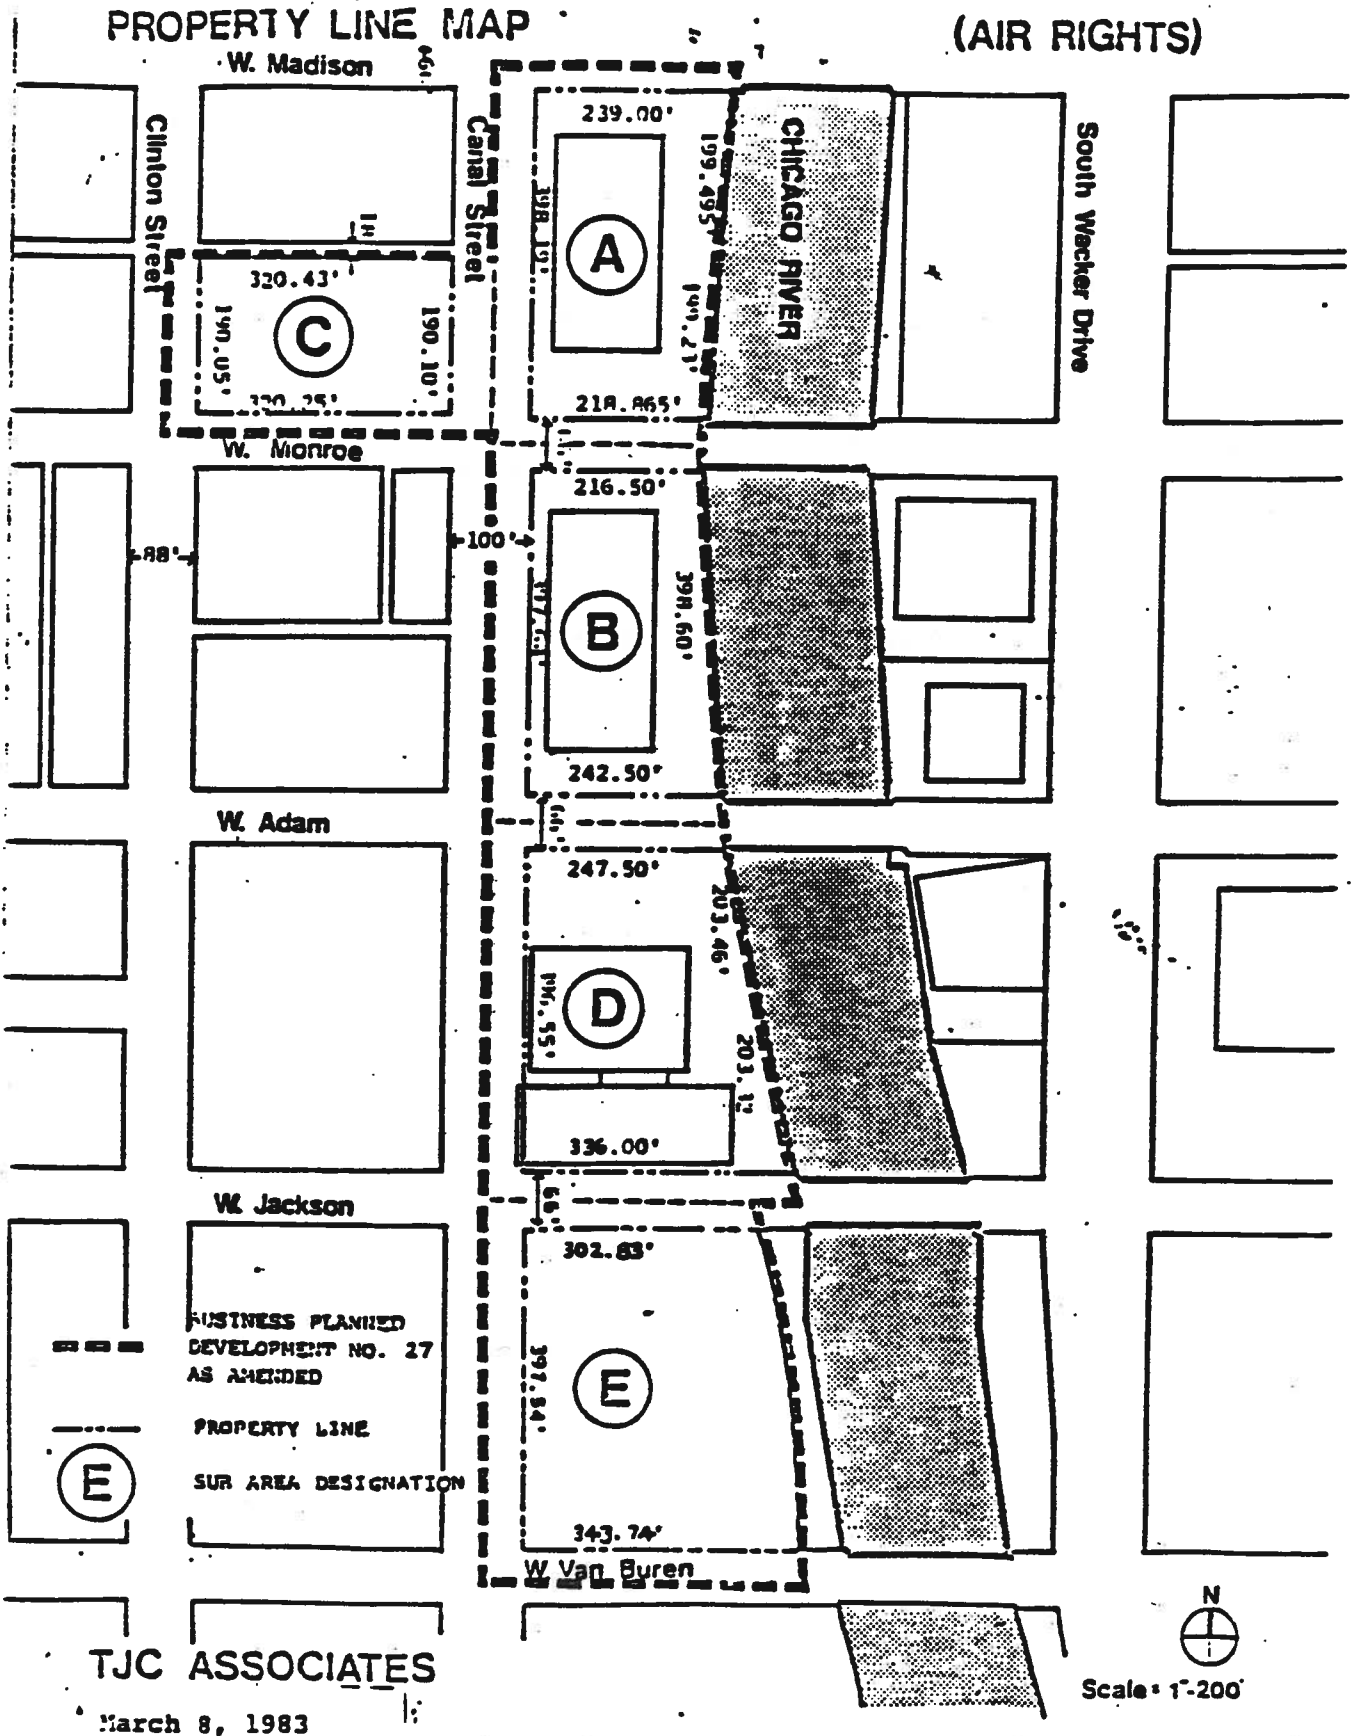 PROPERTY LINE MAP
(AIR RIGHTS)
W. Madison
Clinton Street
Canal Street
239.00'
199.495'
CHICAGO RIVER
South Wacker Drive
A
320.43'
C
190.05'
190.10'
218.865'
W. Monroe
216.50'
88'
100'
B
398.60'
242.50'
W. Adam
247.50'
203.46'
D
336.00'
W. Jackson
66'
302.83'
BUSINESS PLANNED
DEVELOPMENT NO. 27
AS AMENDED
397.94'
E
PROPERTY LINE
E
SUB AREA DESIGNATION
343.74'
W. Van Buren
N
TJC ASSOCIATES
Scale: 1"-200'
March 8, 1983